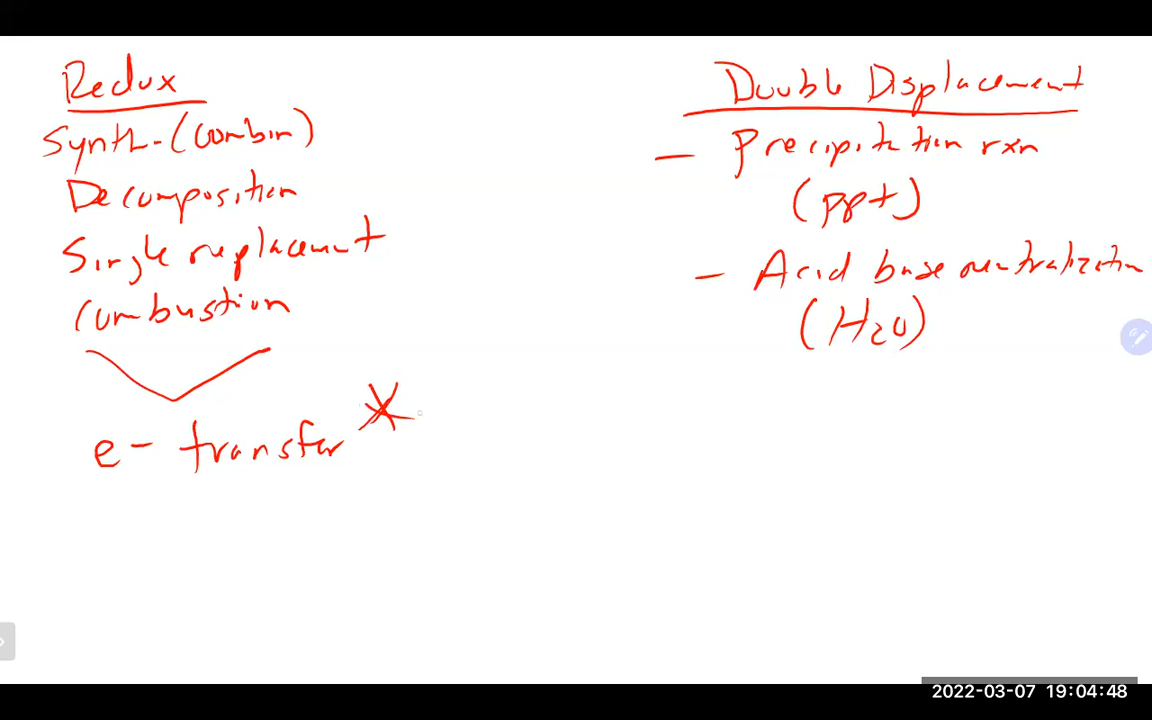 Redux
Synth-(Combin)
Decomposition
Single replacement
Combustion
e- transfer
Double Displacement
- Precipitation rxn
(ppt)
- Acid base neutralization
(H2O)
2022-03-07 19:04:48